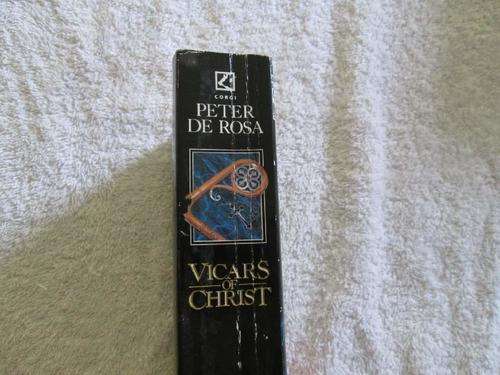 CORGI
PETER
DE ROSA
VICARS
OF
CHRIST